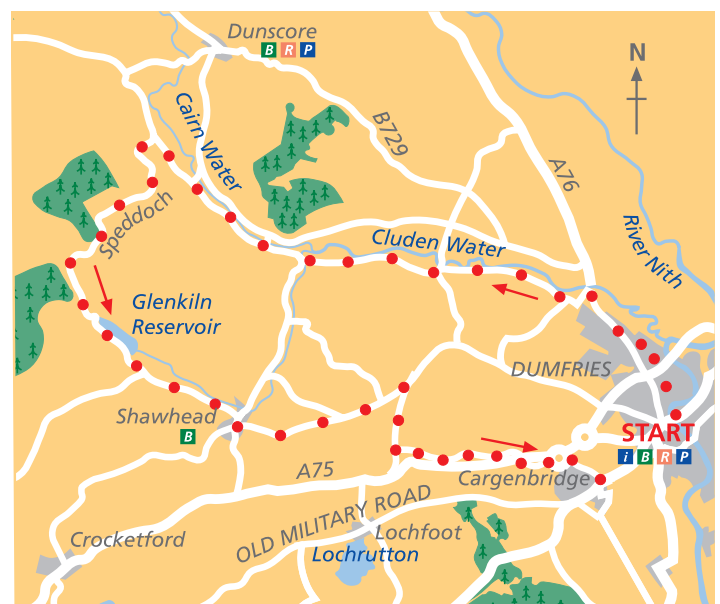 Dunscore
B R P
N
Cairn Water
B729
A76
Speddoch
River Nith
Cluden Water
Glenkiln
Reservoir
DUMFRIES
Shawhead
B
START
i B R P
A75
Cargenbridge
OLD MILITARY ROAD
Crocketford
Lochfoot
Lochrutton